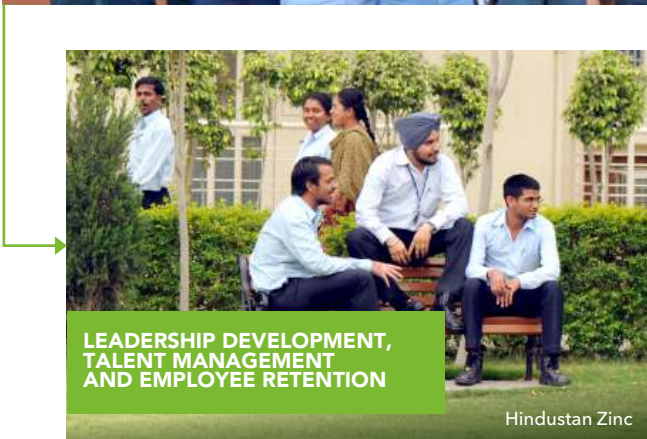 LEADERSHIP DEVELOPMENT,
TALENT MANAGEMENT
AND EMPLOYEE RETENTION
Hindustan Zinc